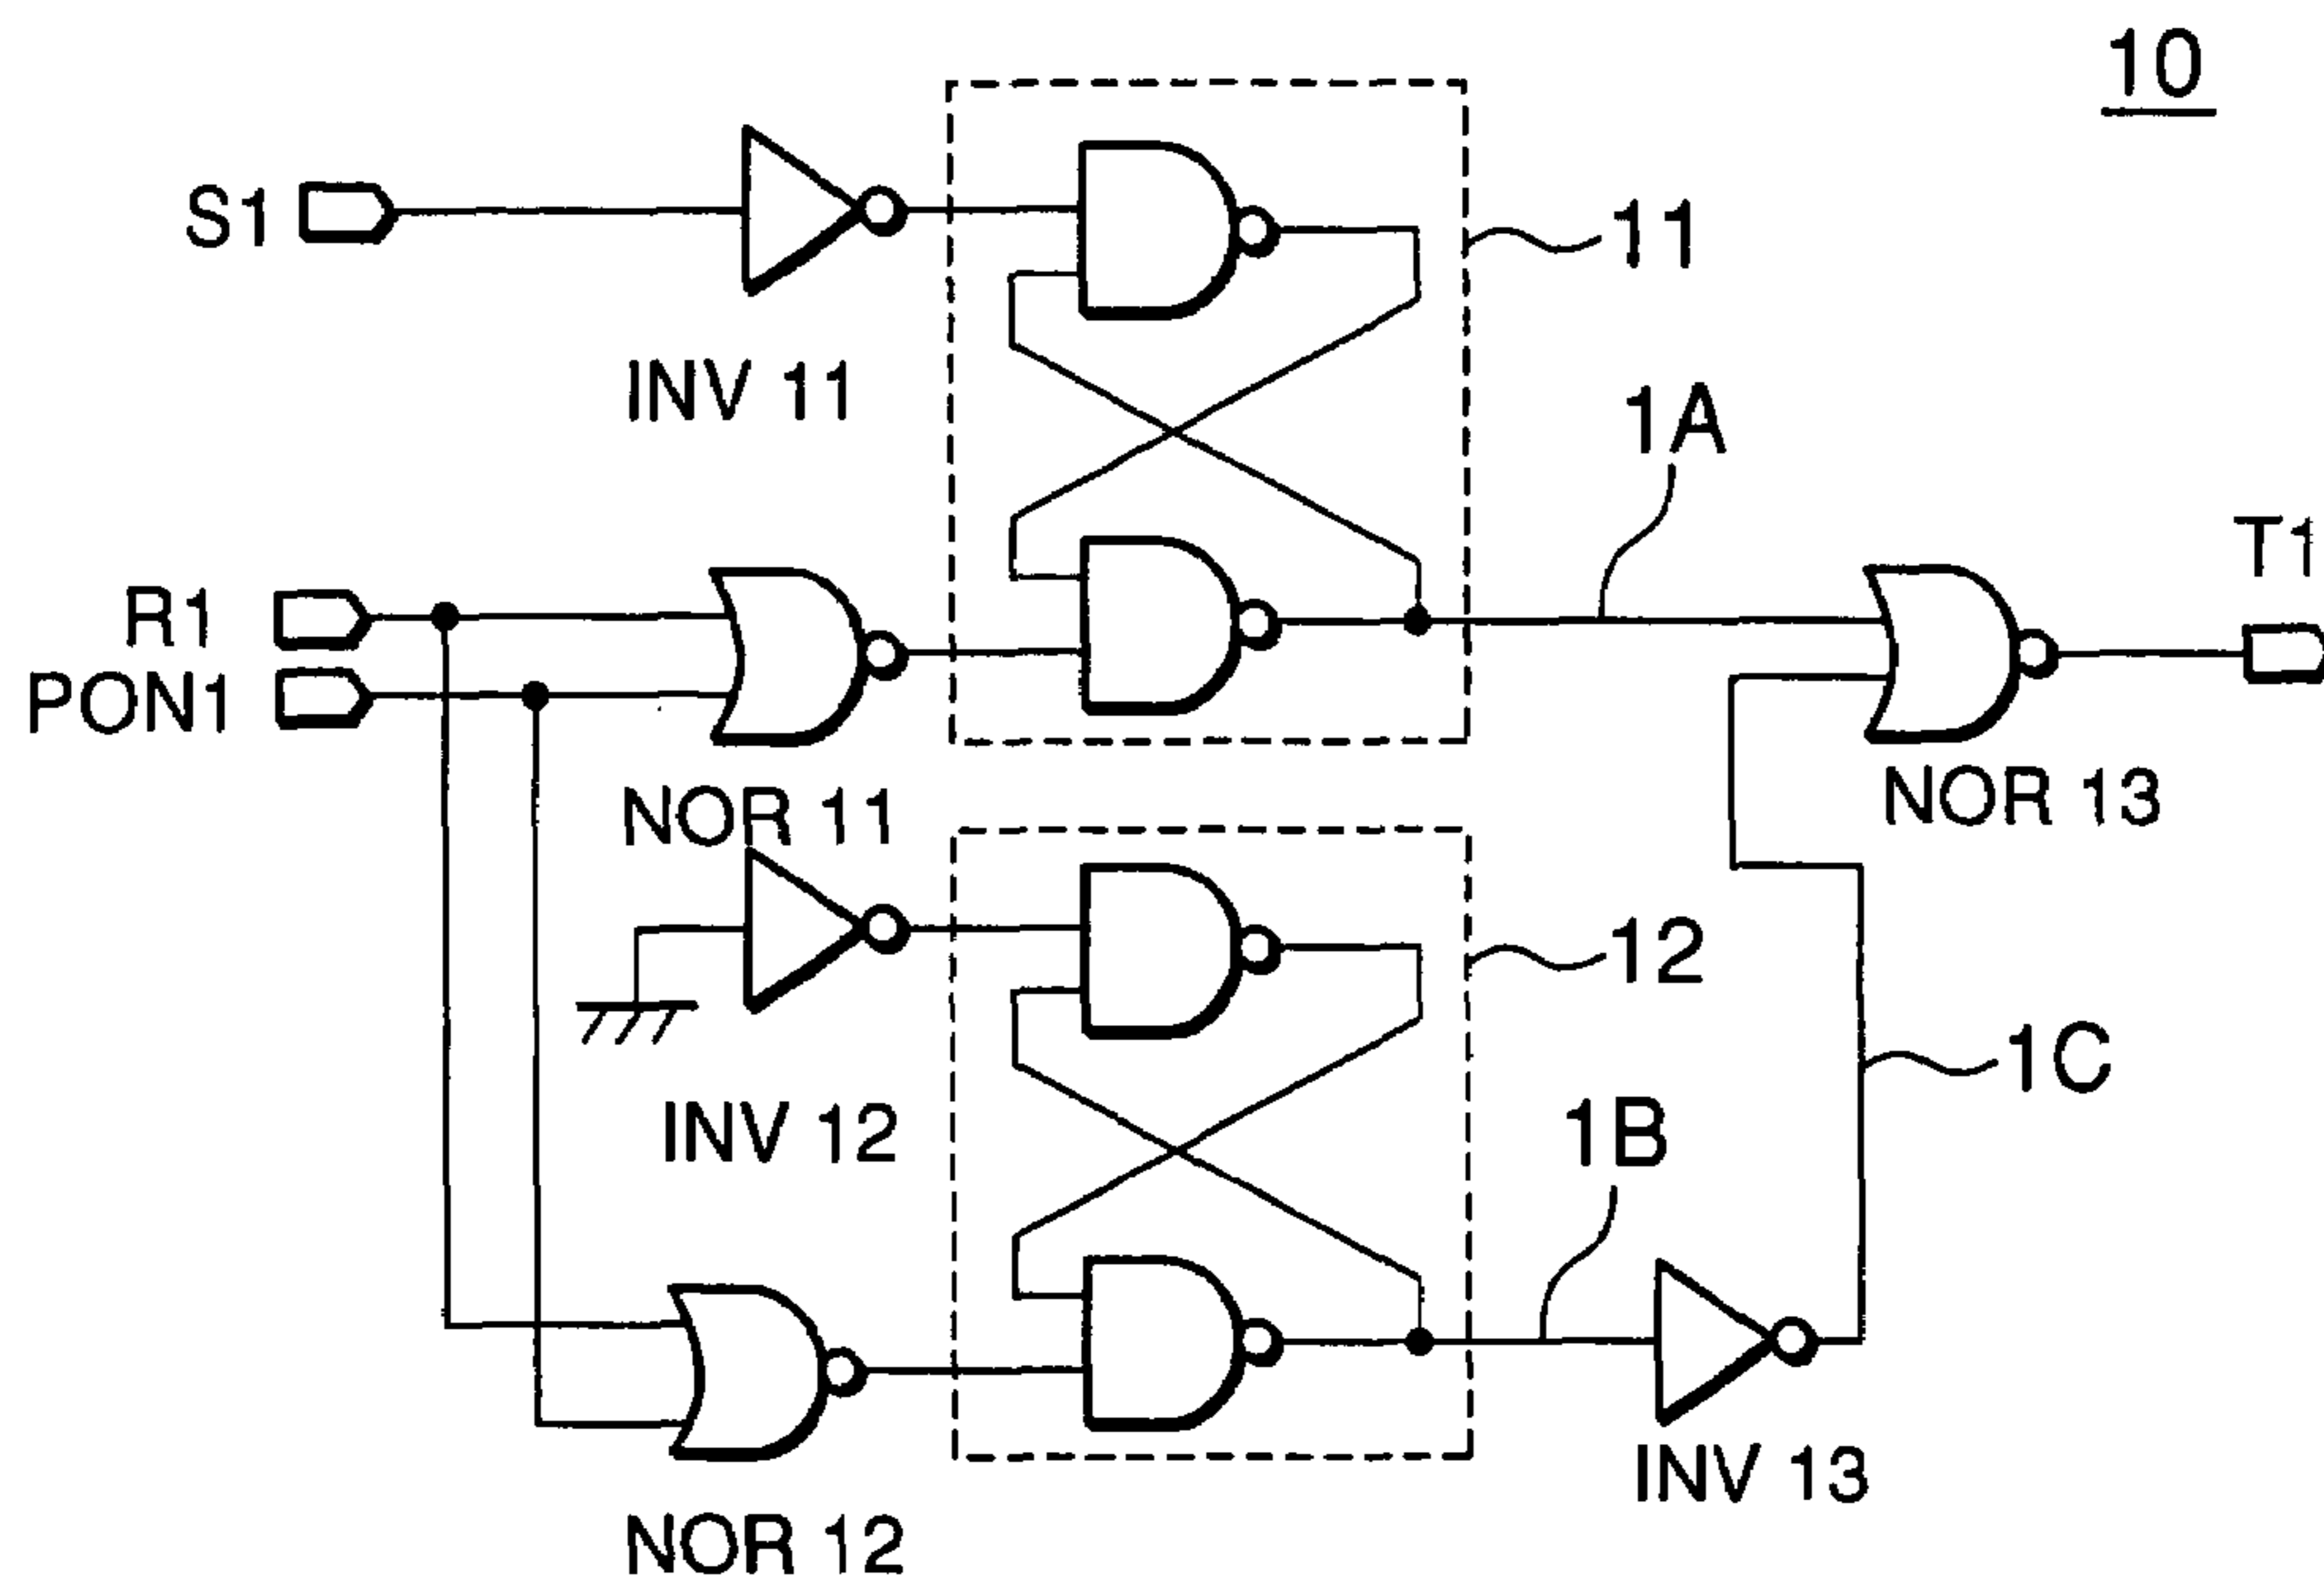 10
S1
11
INV 11
1A
T1
R1
PON1
NOR 11
NOR 13
12
1C
INV 12
1B
INV 13
NOR 12